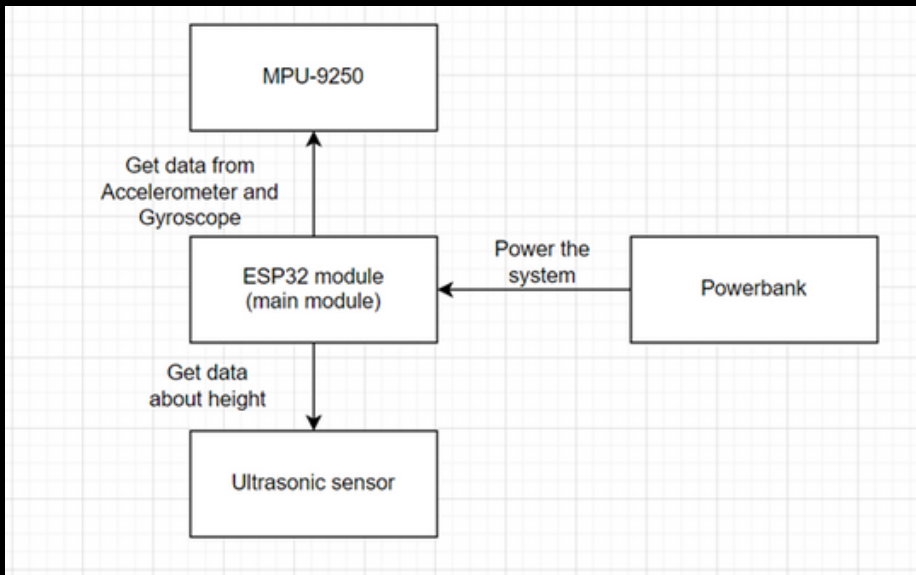 MPU-9250
Get data from
Accelerometer and
Gyroscope
ESP32 module
(main module)
Power the
system
Powerbank
Get data
about height
Ultrasonic sensor